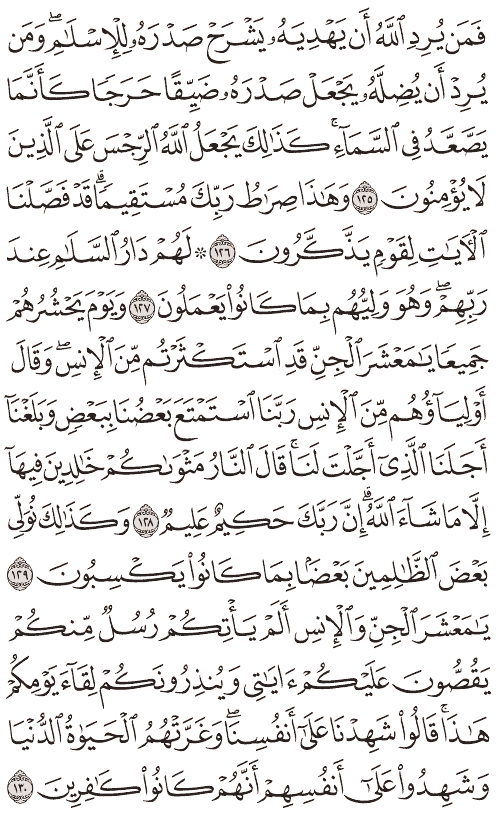 فَمَن يُرِدِ ٱللَّهُ أَن يَهْدِيَهُۥ يَشْرَحْ صَدْرَهُۥ لِلْإِسْلَٰمِۖ وَمَن
يُرِدْ أَن يُضِلَّهُۥ يَجْعَلْ صَدْرَهُۥ ضَيِّقًا حَرَجٗا كَأَنَّمَا
يَصَّعَّدُ فِي ٱلسَّمَآءِۚ كَذَٰلِكَ يَجْعَلُ ٱللَّهُ ٱلرِّجْسَ عَلَى ٱلَّذِينَ
لَا يُؤْمِنُونَ ١٢٥ وَهَٰذَا صِرَٰطُ رَبِّكَ مُسْتَقِيمٗاۗ قَدْ فَصَّلْنَا
ٱلْأٓيَٰتِ لِقَوْمٖ يَذَّكَّرُونَ ١٢٦ ۞ لَهُمْ دَارُ ٱلسَّلَٰمِ عِندَ
رَبِّهِمْۖ وَهُوَ وَلِيُّهُم بِمَا كَانُوا۟ يَعْمَلُونَ ١٢٧ وَيَوْمَ يَحْشُرُهُمْ
جَمِيعٗا يَٰمَعْشَرَ ٱلْجِنِّ قَدِ ٱسْتَكْثَرْتُم مِّنَ ٱلْإِنسِۖ وَقَالَ
أَوْلِيَآؤُهُم مِّنَ ٱلْإِنسِ رَبَّنَا ٱسْتَمْتَعَ بَعْضُنَا بِبَعْضٖ وَبَلَغْنَآ
أَجَلَنَا ٱلَّذِيٓ أَجَّلْتَ لَنَاۚ قَالَ ٱلنَّارُ مَثْوَىٰكُمْ خَٰلِدِينَ فِيهَآ
إِلَّا مَا شَآءَ ٱللَّهُۗ إِنَّ رَبَّكَ حَكِيمٌ عَلِيمٞ ١٢٨ وَكَذَٰلِكَ نُوَلِّي
بَعْضَ ٱلظَّٰلِمِينَ بَعْضَۢا بِمَا كَانُوا۟ يَكْسِبُونَ ١٢٩
يَٰمَعْشَرَ ٱلْجِنِّ وَٱلْإِنسِ أَلَمْ يَأْتِكُمْ رُسُلٞ مِّنكُمْ
يَقُصُّونَ عَلَيْكُمْ ءَايَٰتِي وَيُنذِرُونَكُمْ لِقَآءَ يَوْمِكُمْ
هَٰذَاۚ قَالُوا۟ شَهِدْنَا عَلَىٰٓ أَنفُسِنَاۖ وَغَرَّتْهُمُ ٱلْحَيَوٰةُ ٱلدُّنْيَا
وَشَهِدُوا۟ عَلَىٰٓ أَنفُسِهِمْ أَنَّهُمْ كَانُوا۟ كَٰفِرِينَ ١٣٠